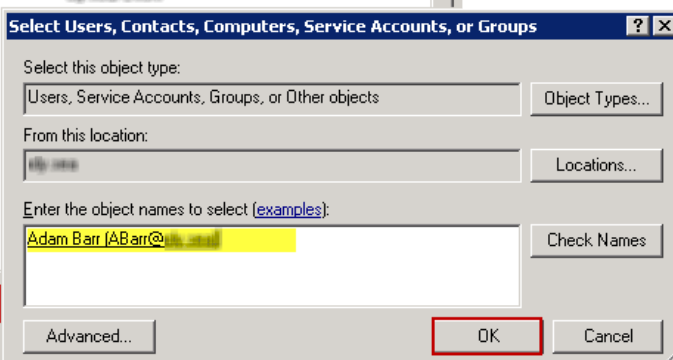 Select Users, Contacts, Computers, Service Accounts, or Groups
Select this object type:
Users, Service Accounts, Groups, or Other objects
Object Types...
From this location:
Locations...
Enter the object names to select (examples):
Adam Barr (ABarr@
Check Names
Advanced...
OK
Cancel